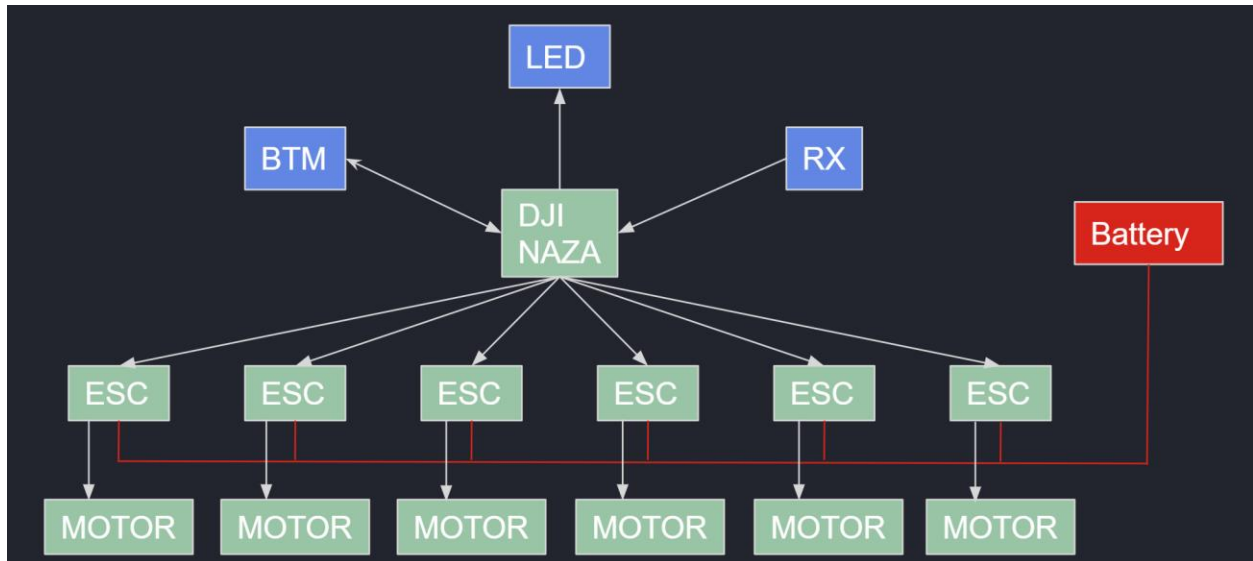 LED
BTM
RX
DJI
NAZA
Battery
ESC
ESC
ESC
ESC
ESC
ESC
MOTOR
MOTOR
MOTOR
MOTOR
MOTOR
MOTOR